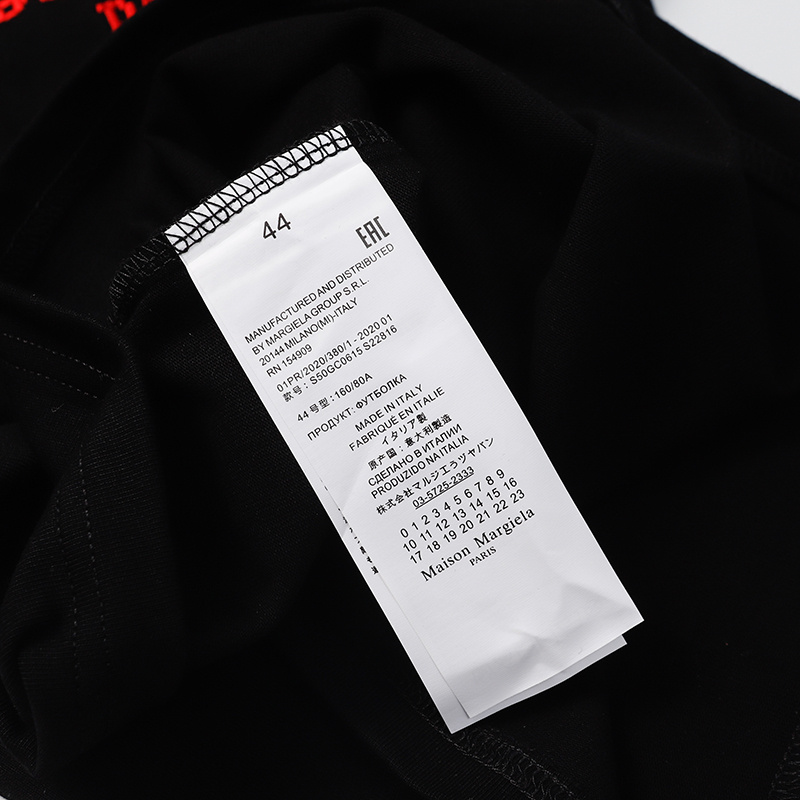 44
EAC
MANUFACTURED AND DISTRIBUTED
BY MARGIELA GROUP S.R.L.
20144 MILANO(MI)-ITALY
RN 154909
01PR/2020/380/1 - 2020 01
款号: S50GC0615 S22816
44 号型:160/80A
ПРОДУКТ: ФУТБОЛКА
MADE IN ITALY
FABRIQUÉ EN ITALIE
イタリア製
原产国: 意大利製造
СДЕЛАНО В ИТАЛИИ
PRODUZIDO NA ITALIA
株式会社マルジエラジャパン
03-5725-2333
0 1 2 3 4 5 6 7 8 9
10 11 12 13 14 15 16
17 18 19 20 21 22 23
Maison Margiela
PARIS